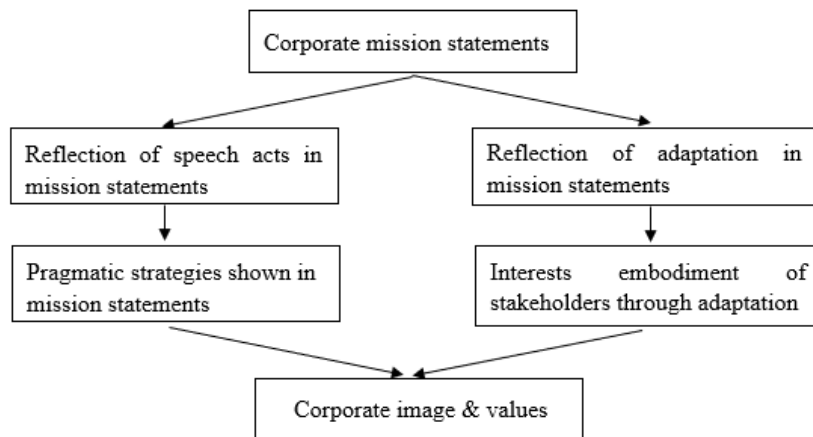 Corporate mission statements
Reflection of speech acts in
mission statements
Reflection of adaptation in
mission statements
Pragmatic strategies shown in
mission statements
Interests embodiment of
stakeholders through adaptation
Corporate image & values